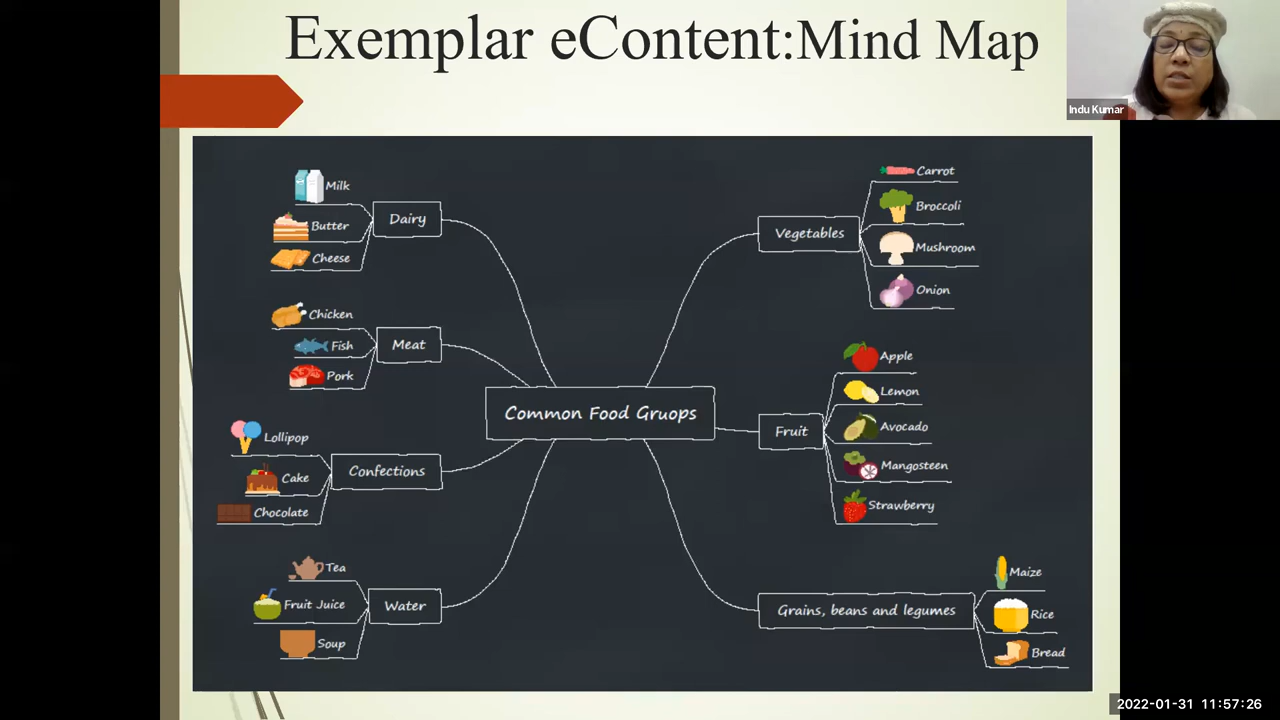 Exemplar eContent:Mind Map
Indu Kumar
Milk
Butter
Cheese
Dairy
Chicken
Fish
Pork
Meat
Lollipop
Cake
Chocolate
Confections
Tea
Fruit Juice
Soup
Water
Common Food Gruops
Vegetables
Carrot
Broccoli
Mushroom
Onion
Fruit
Apple
Lemon
Avocado
Mangosteen
Strawberry
Grains, beans and legumes
Maize
Rice
Bread
2022-01-31 11:57:26